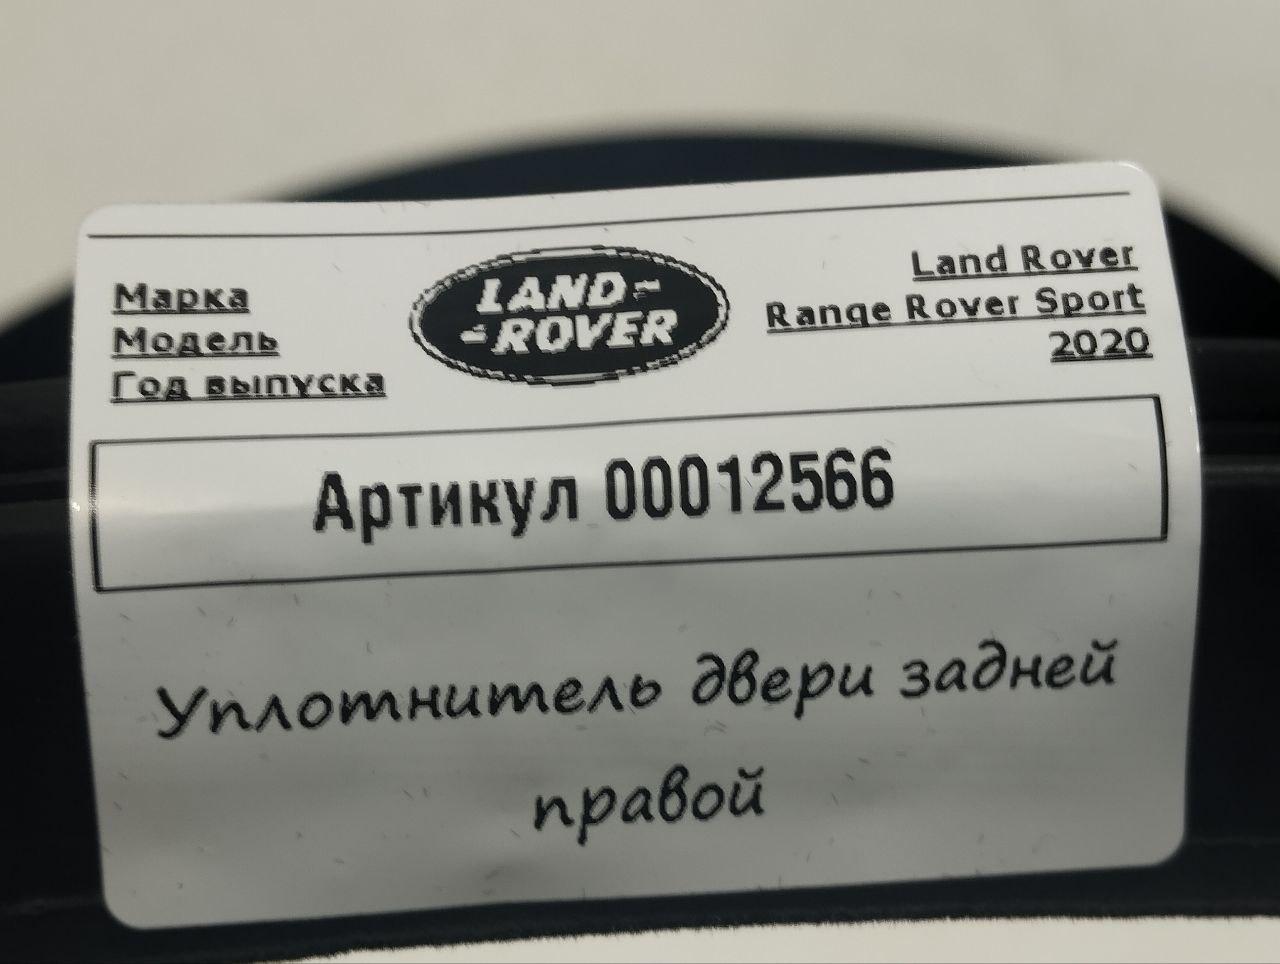 Марка
Модель
Год выпуска
LAND
ROVER
Land Rover
Range Rover Sport
2020
Артикул 00012566
Уплотнитель двери задней
правой